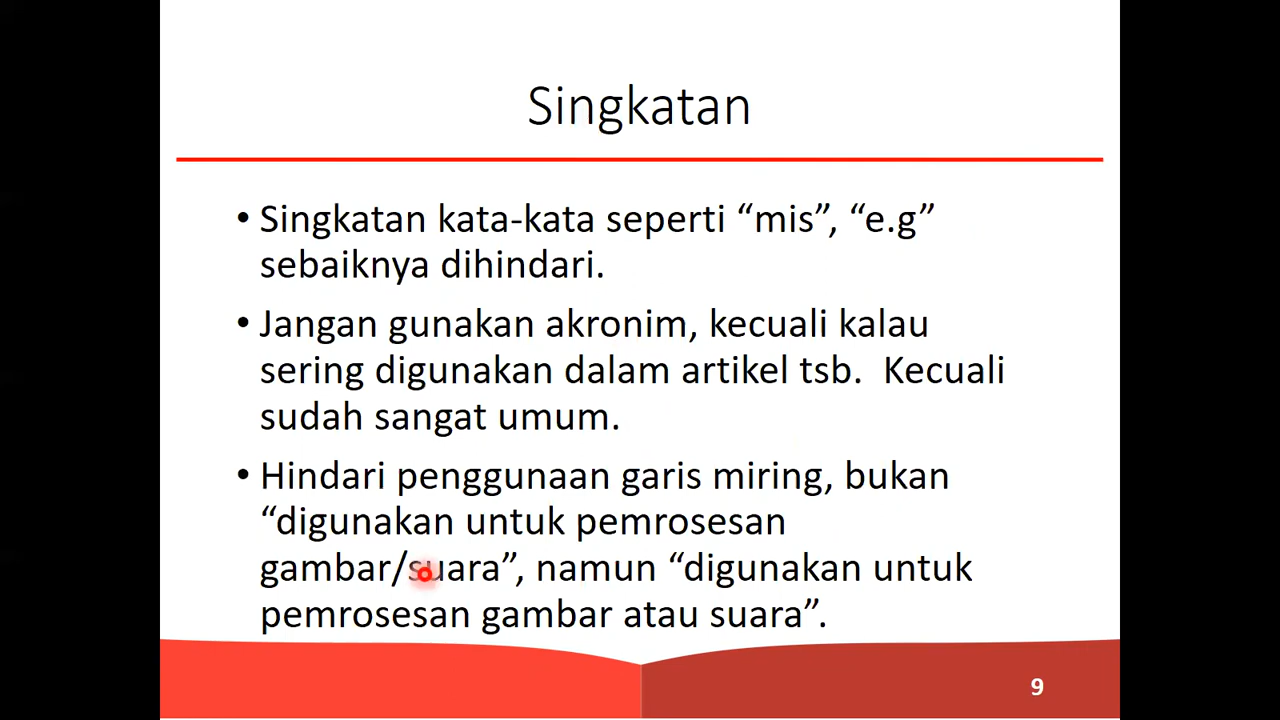 Singkatan
• Singkatan kata-kata seperti “mis”, “e.g”
sebaiknya dihindari.
• Jangan gunakan akronim, kecuali kalau
sering digunakan dalam artikel tsb.  Kecuali
sudah sangat umum.
• Hindari penggunaan garis miring, bukan
“digunakan untuk pemrosesan
gambar/suara”, namun “digunakan untuk
pemrosesan gambar atau suara”.
9